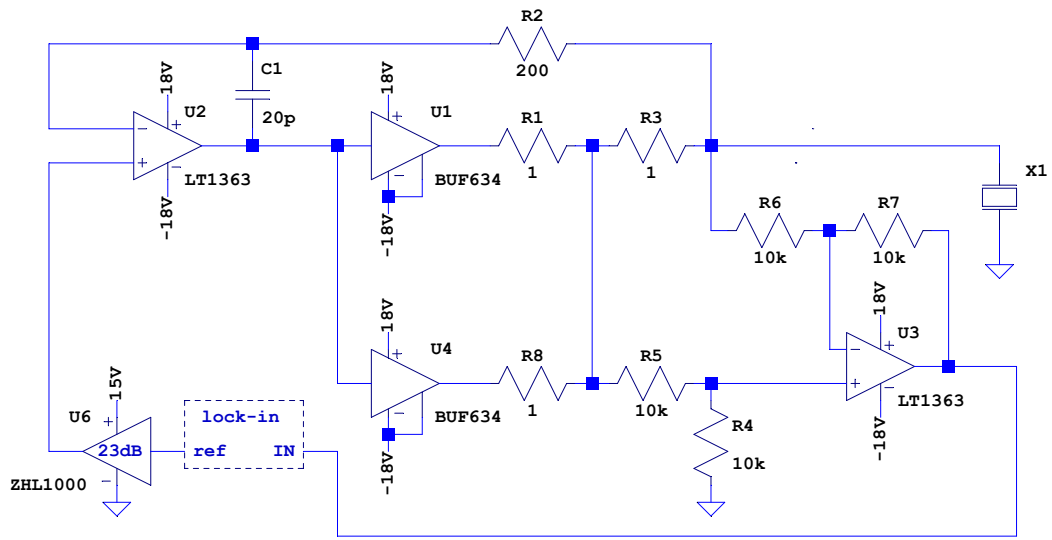 R2
200
C1
20p
18V
U2
+
−
+
−
LT1363
-18V
18V
U1
+
−
BUF634
-18V
R1
1
R3
1
X1
R6
10k
R7
10k
18V
U4
+
−
BUF634
-18V
R8
1
R5
10k
R4
10k
18V
U3
−
+
+
−
LT1363
-18V
15V
U6
+
23dB
−
ZHL1000
lock-in
ref IN